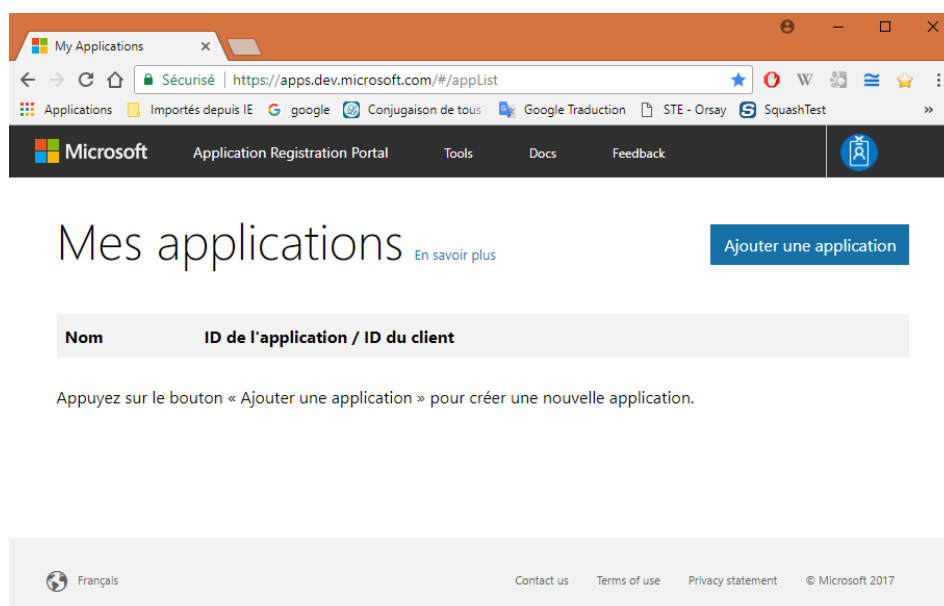 My Applications
Sécurisé | https://apps.dev.microsoft.com/#/appList
Applications Importés depuis IE G google Conjugaison de tous Google Traduction STE - Orsay S SquashTest »
Microsoft Application Registration Portal Tools Docs Feedback
Mes applications En savoir plus Ajouter une application
Nom ID de l'application / ID du client
Appuyez sur le bouton « Ajouter une application » pour créer une nouvelle application.
Français Contact us Terms of use Privacy statement © Microsoft 2017